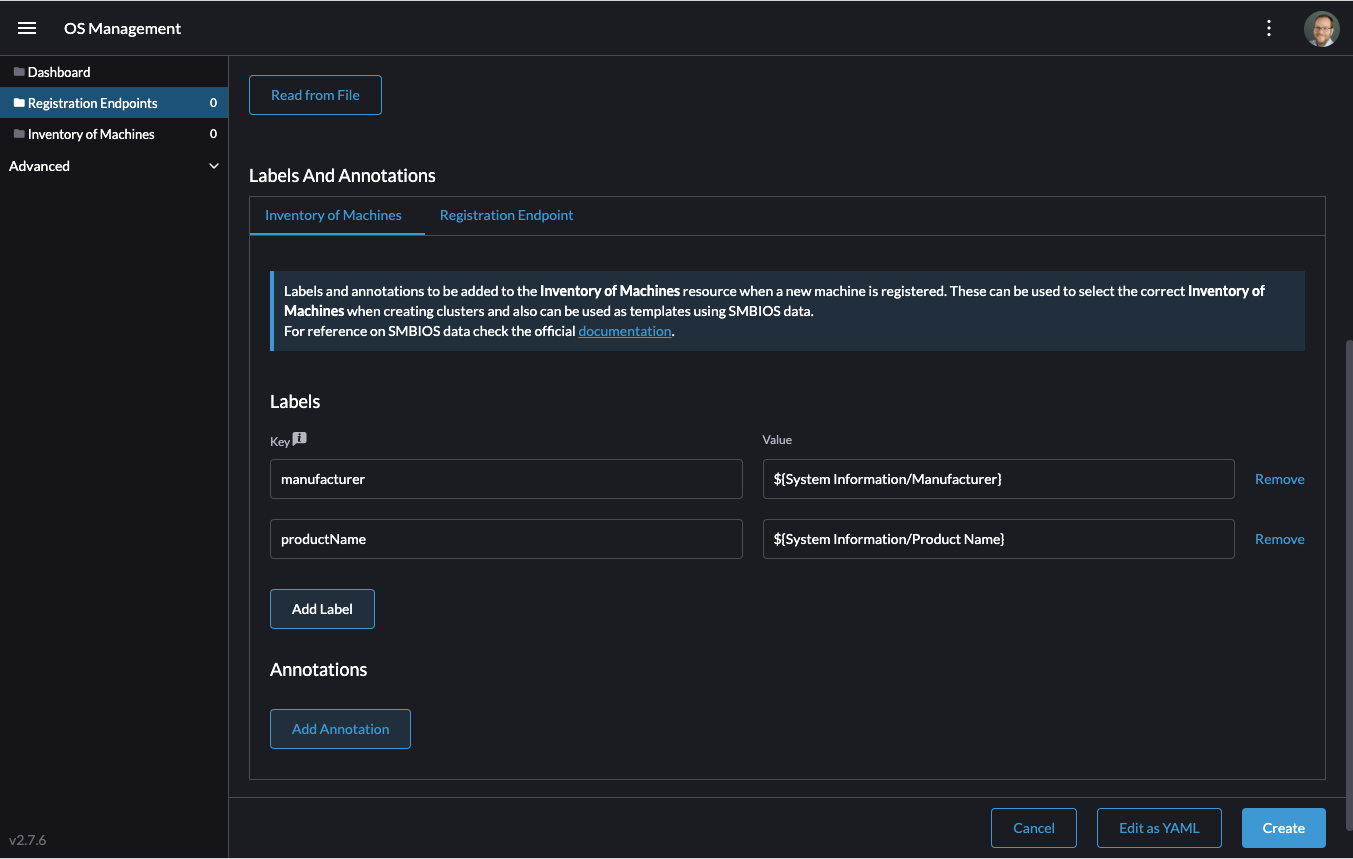 OS Management
Dashboard
Registration Endpoints 0
Inventory of Machines 0
Advanced
Read from File
Labels And Annotations
Inventory of Machines Registration Endpoint
Labels and annotations to be added to the Inventory of Machines resource when a new machine is registered. These can be used to select the correct Inventory of
Machines when creating clusters and also can be used as templates using SMBIOS data.
For reference on SMBIOS data check the official documentation.
Labels
Key Value
manufacturer ${System Information/Manufacturer} Remove
productName ${System Information/Product Name} Remove
Add Label
Annotations
Add Annotation
Cancel Edit as YAML Create
v2.7.6